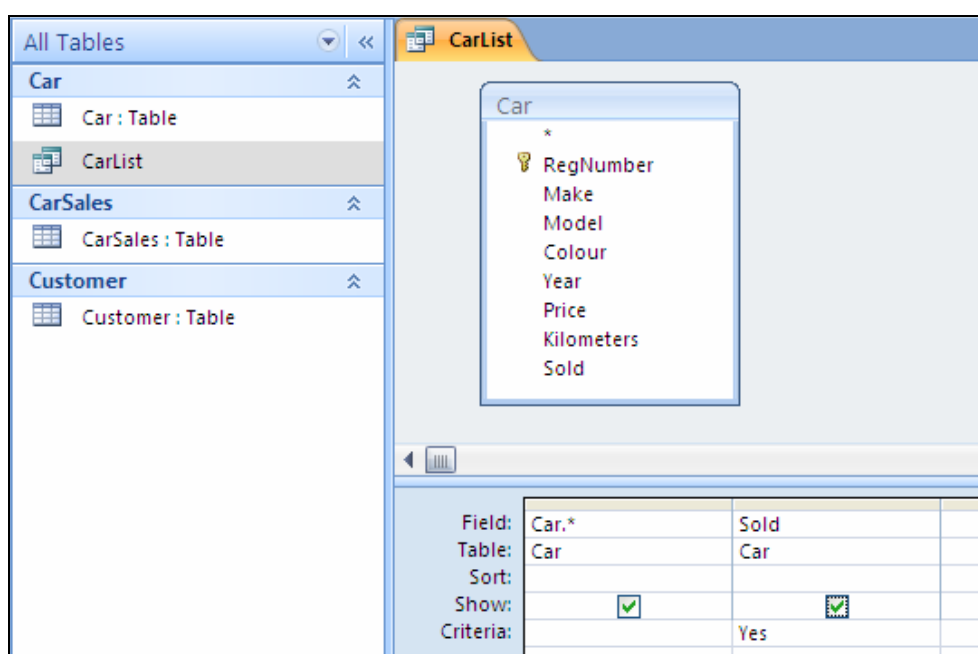 All Tables
Car
Car : Table
CarList
CarSales
CarSales : Table
Customer
Customer : Table
CarList
Car
*
RegNumber
Make
Model
Colour
Year
Price
Kilometers
Sold
Field: Car.* Sold
Table: Car Car
Sort:
Show:
Criteria: Yes